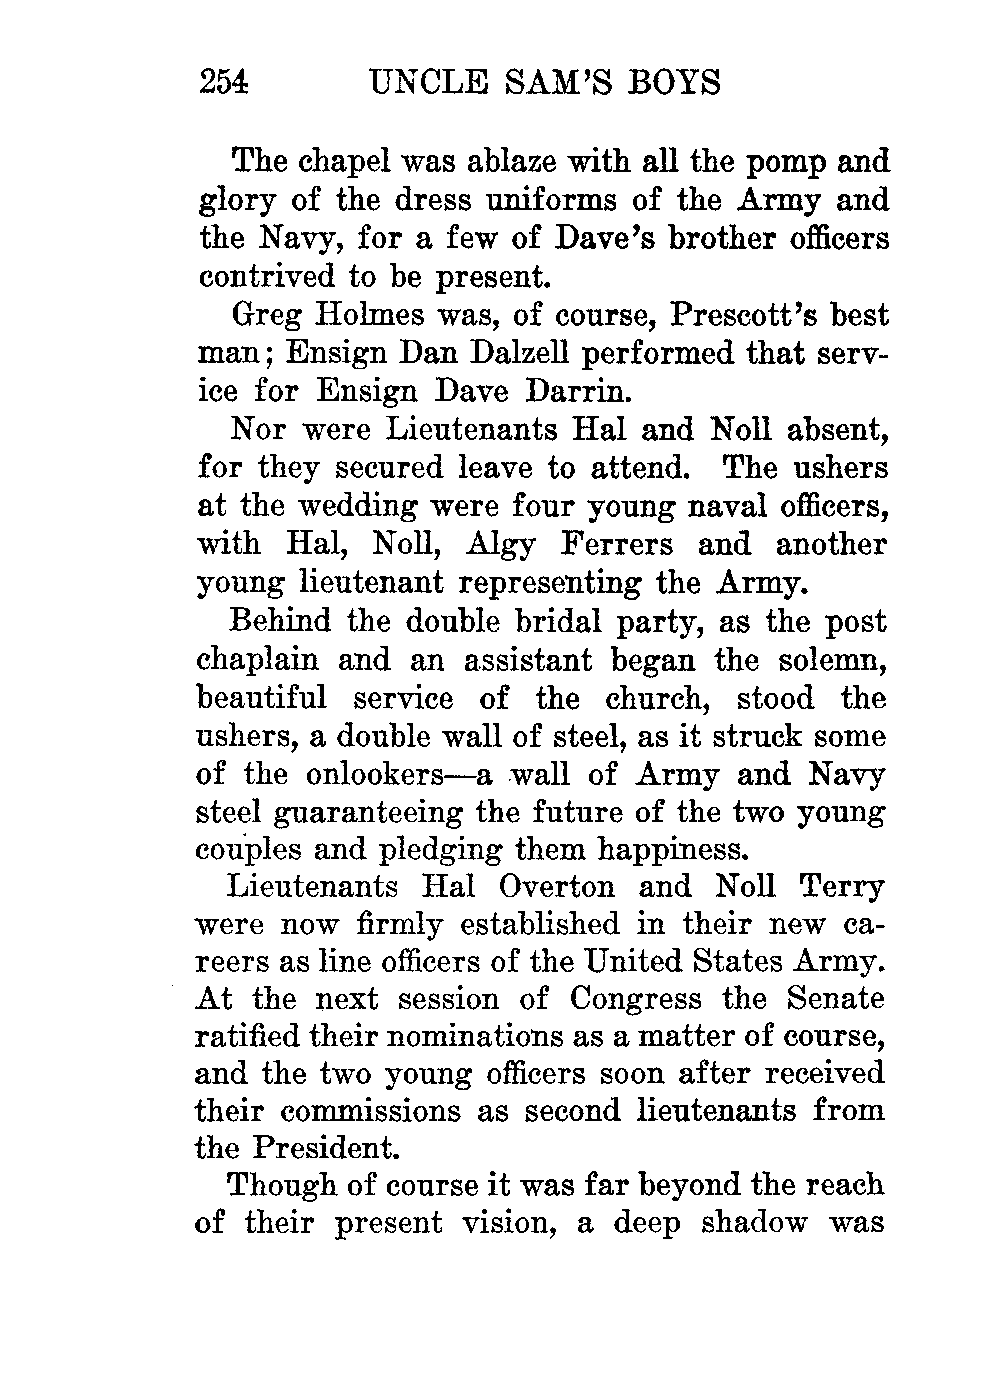 254 UNCLE SAM'S BOYS
The chapel was ablaze with all the pomp and
glory of the dress uniforms of the Army and
the Navy, for a few of Dave's brother officers
contrived to be present.
Greg Holmes was, of course, Prescott's best
man; Ensign Dan Dalzell performed that serv-
ice for Ensign Dave Darrin.
Nor were Lieutenants Hal and Noll absent,
for they secured leave to attend. The ushers
at the wedding were four young naval officers,
with Hal, Noll, Algy Ferrers and another
young lieutenant representing the Army.
Behind the double bridal party, as the post
chaplain and an assistant began the solemn,
beautiful service of the church, stood the
ushers, a double wall of steel, as it struck some
of the onlookers—a wall of Army and Navy
steel guaranteeing the future of the two young
couples and pledging them happiness.
Lieutenants Hal Overton and Noll Terry
were now firmly established in their new ca-
reers as line officers of the United States Army.
At the next session of Congress the Senate
ratified their nominations as a matter of course,
and the two young officers soon after received
their commissions as second lieutenants from
the President.
Though of course it was far beyond the reach
of their present vision, a deep shadow was